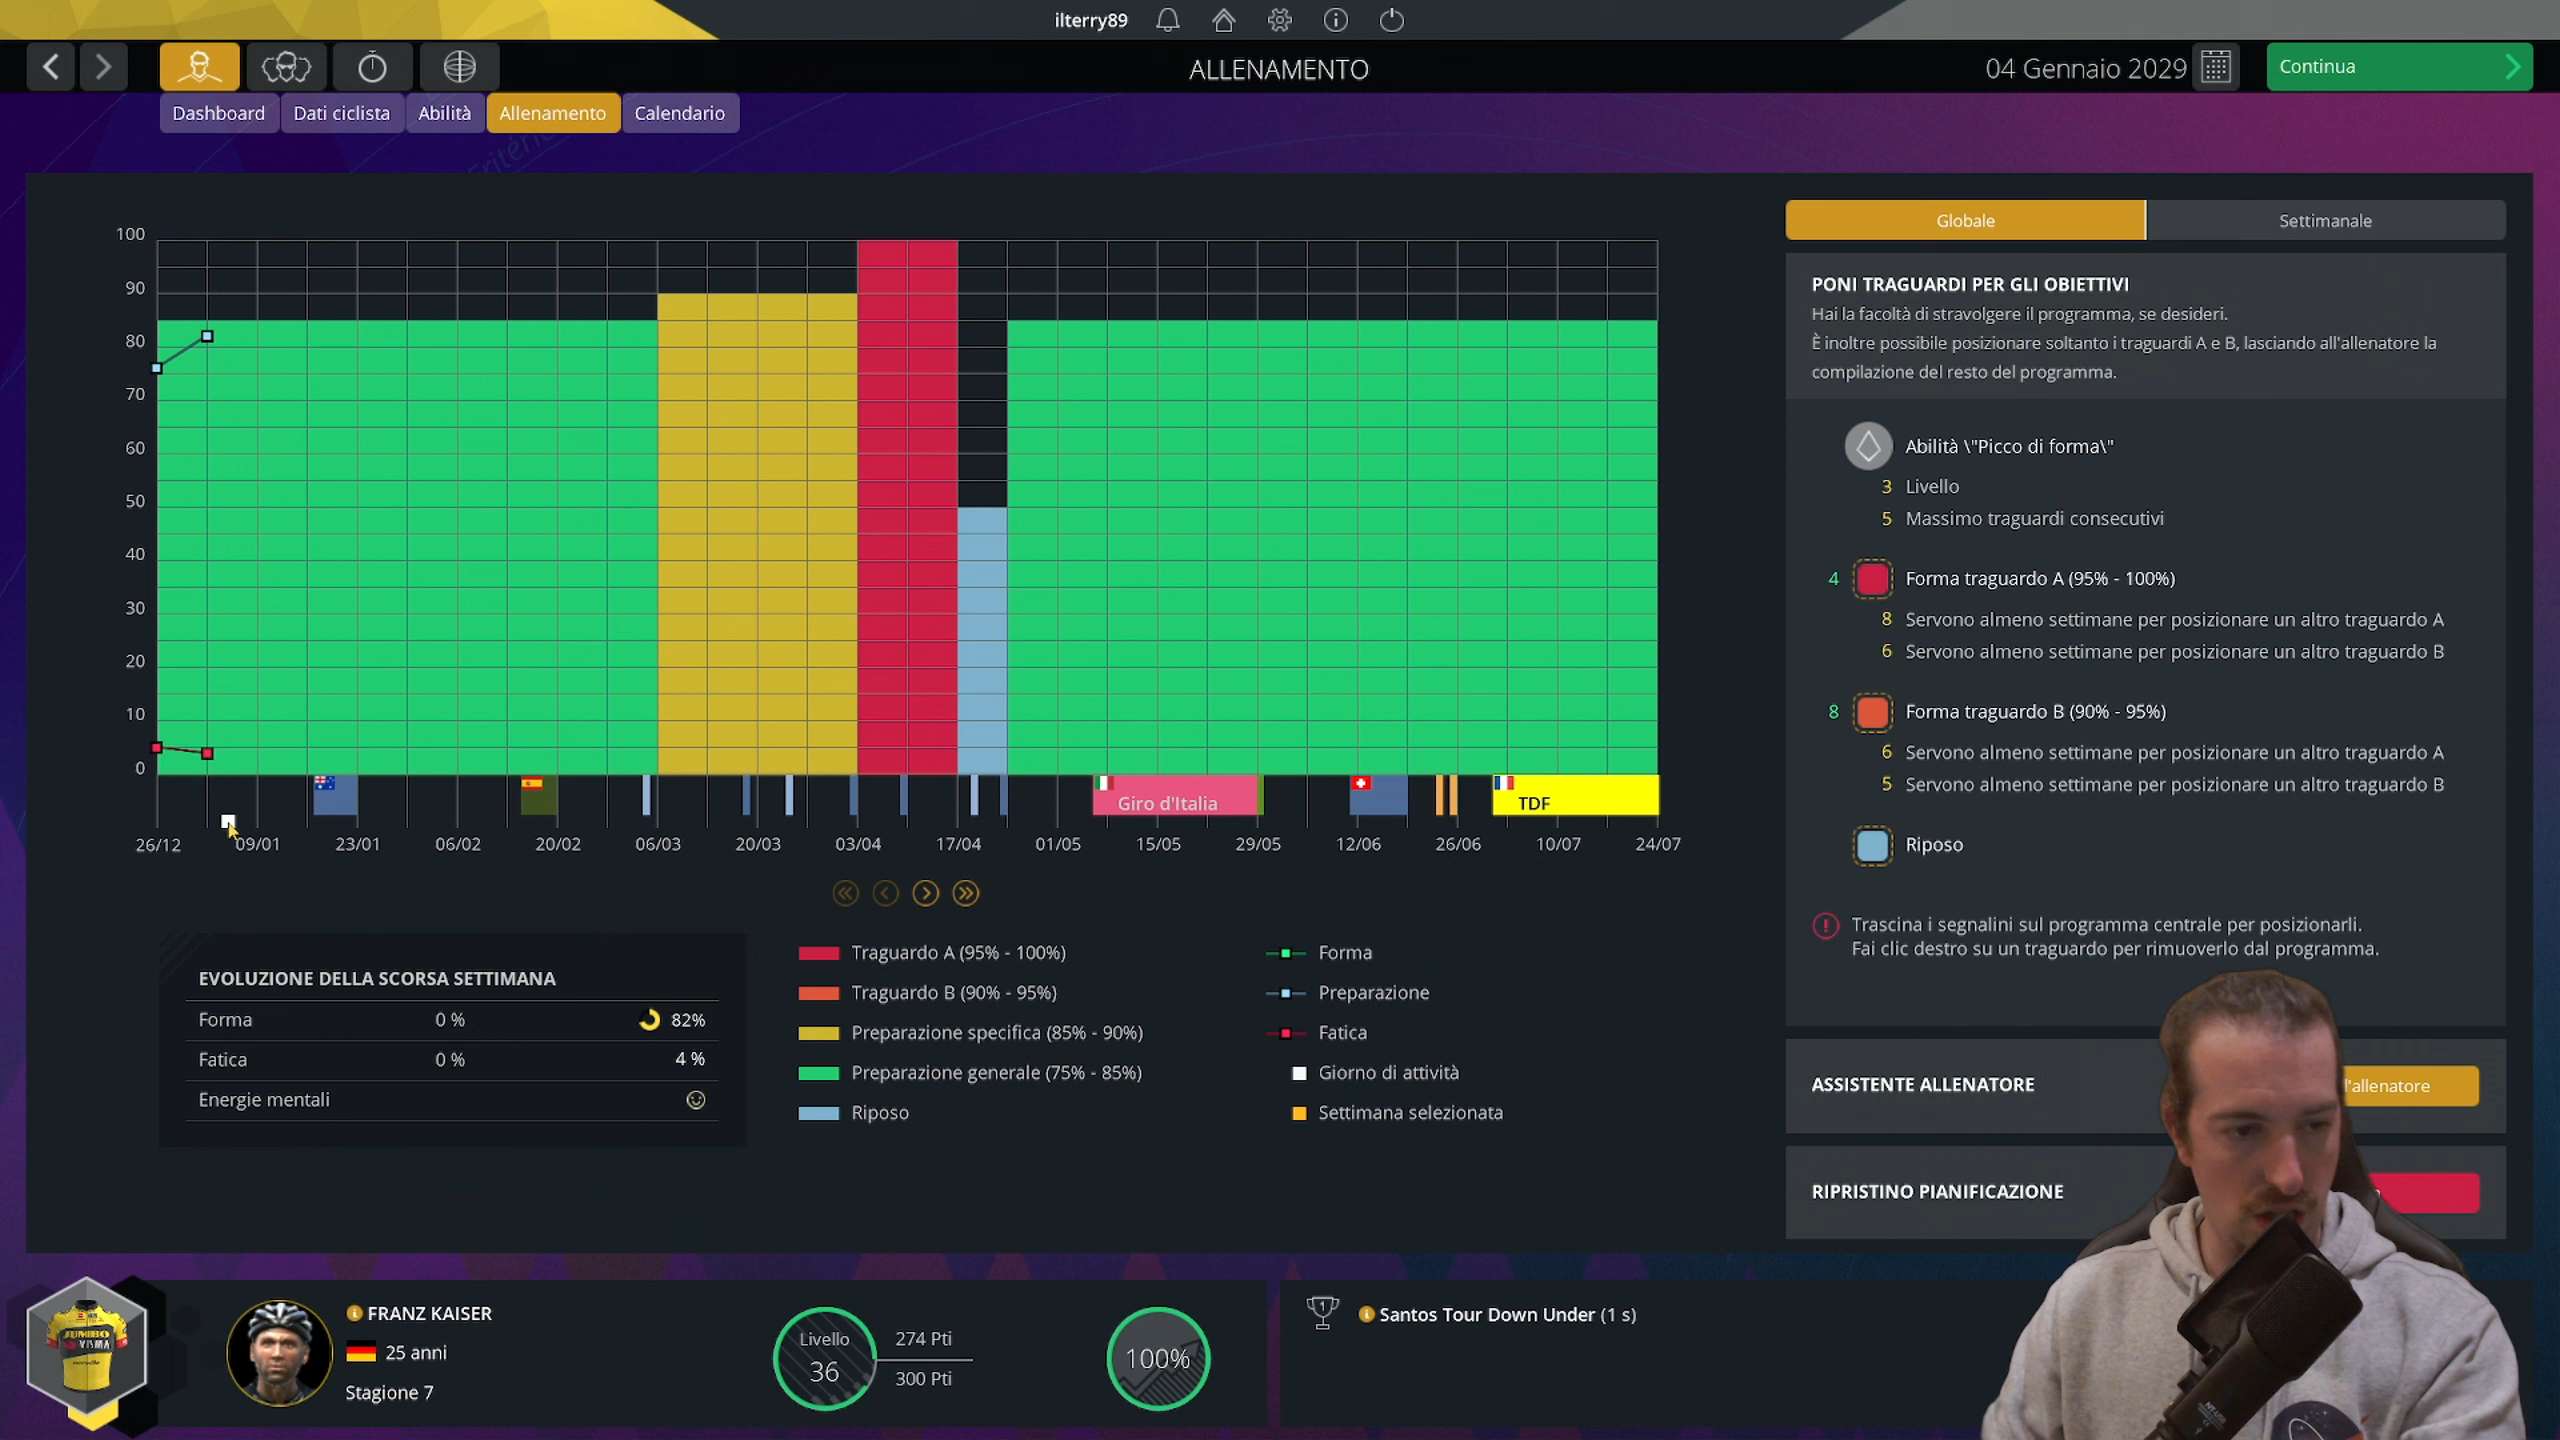 ilterry89
ALLENAMENTO
04 Gennaio 2029
Continua
Dashboard
Dati ciclista
Abilità
Allenamento
Calendario
100
90
80
70
60
50
40
30
20
10
0
Giro d'Italia
TDF
26/12
09/01
23/01
06/02
20/02
06/03
20/03
03/04
17/04
01/05
15/05
29/05
12/06
26/06
10/07
24/07
EVOLUZIONE DELLA SCORSA SETTIMANA
Forma 0 % 82%
Fatica 0 % 4 %
Energie mentali
Traguardo A (95% - 100%)
Traguardo B (90% - 95%)
Preparazione specifica (85% - 90%)
Preparazione generale (75% - 85%)
Riposo
Forma
Preparazione
Fatica
Giorno di attività
Settimana selezionata
Globale
Settimanale
PONI TRAGUARDI PER GLI OBIETTIVI
Hai la facoltà di stravolgere il programma, se desideri.
È inoltre possibile posizionare soltanto i traguardi A e B, lasciando all'allenatore la
compilazione del resto del programma.
Abilità \"Picco di forma\"
3 Livello
5 Massimo traguardi consecutivi
4 Forma traguardo A (95% - 100%)
8 Servono almeno settimane per posizionare un altro traguardo A
6 Servono almeno settimane per posizionare un altro traguardo B
8 Forma traguardo B (90% - 95%)
6 Servono almeno settimane per posizionare un altro traguardo A
5 Servono almeno settimane per posizionare un altro traguardo B
Riposo
Trascina i segnalini sul programma centrale per posizionarli.
Fai clic destro su un traguardo per rimuoverlo dal programma.
ASSISTENTE ALLENATORE
l'allenatore
RIPRISTINO PIANIFICAZIONE
JUMBO
VISMA
FRANZ KAISER
25 anni
Stagione 7
Livello
36
274 Pti
300 Pti
100%
Santos Tour Down Under (1 s)